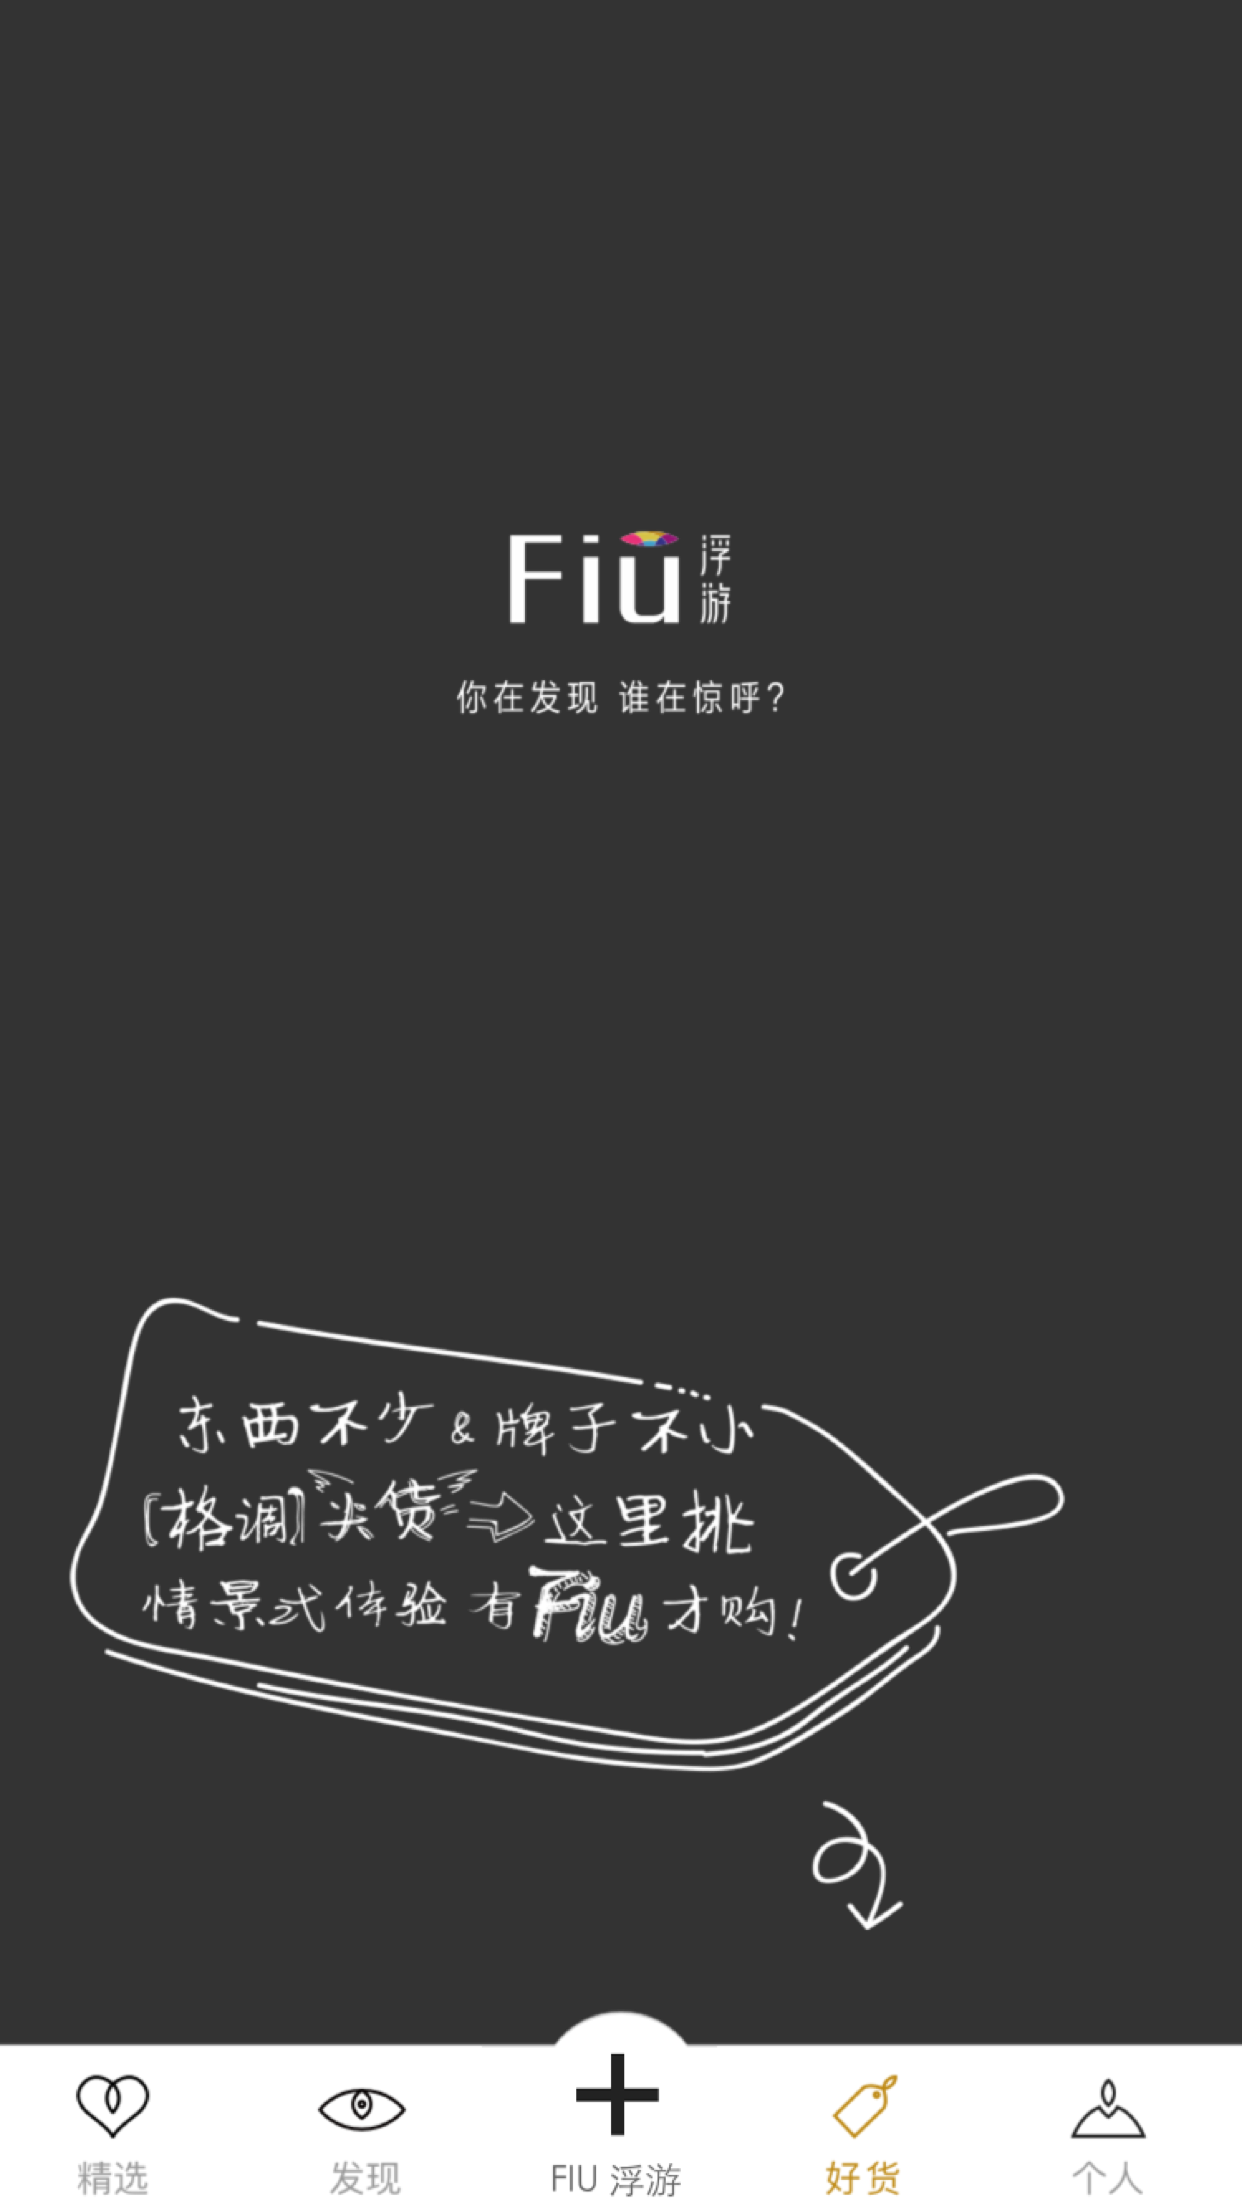 Fiu 浮游
你在发现 谁在惊呼？
东西不少 & 牌子不小
[格调] 尖货 这里挑
情景式体验 有Fiu才购!
精选
发现
FIU 浮游
好货
个人